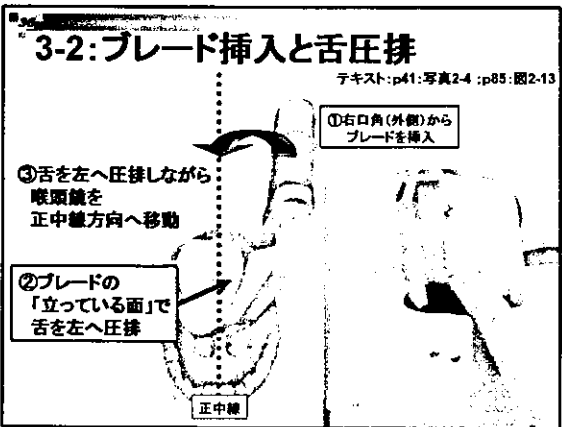 3-2:ブレード挿入と舌圧排
テキスト:p41:写真2-4 ;p85:図2-13
①右口角(外側)から
ブレードを挿入
③舌を左へ圧排しながら
喉頭鏡を
正中線方向へ移動
②ブレードの
「立っている面」で
舌を左へ圧排
正中線